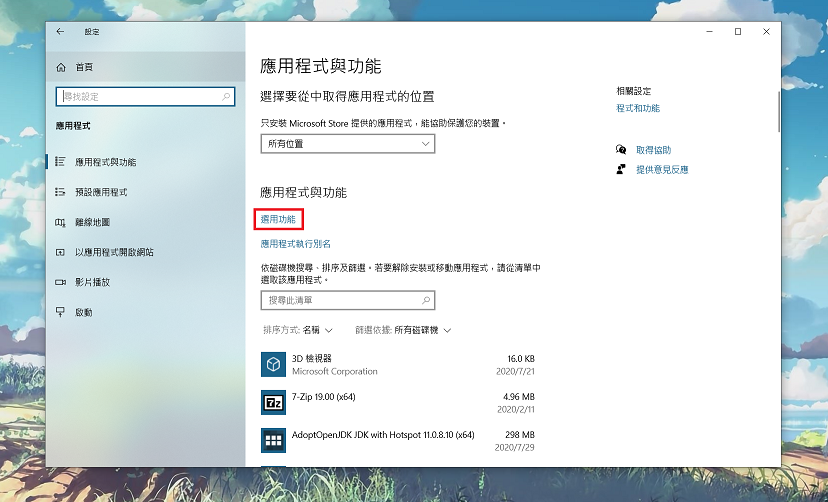 設定
首頁
尋找設定
應用程式
應用程式與功能
預設應用程式
離線地圖
以應用程式開啟網站
影片播放
啟動
應用程式與功能
選擇要從中取得應用程式的位置
只安裝 Microsoft Store 提供的應用程式，能協助保護您的裝置。
所有位置
應用程式與功能
選用功能
應用程式執行別名
依磁碟機搜尋、排序及篩選。若要解除安裝或移動應用程式，請從清單中
選取該應用程式。
搜尋此清單
排序方式: 名稱 篩選依據: 所有磁碟機
3D 檢視器 16.0 KB
Microsoft Corporation 2020/7/21
7-Zip 19.00 (x64) 4.96 MB
2020/2/11
AdoptOpenJDK JDK with Hotspot 11.0.8.10 (x64) 298 MB
2020/7/29
相關設定
程式和功能
取得協助
提供意見反應